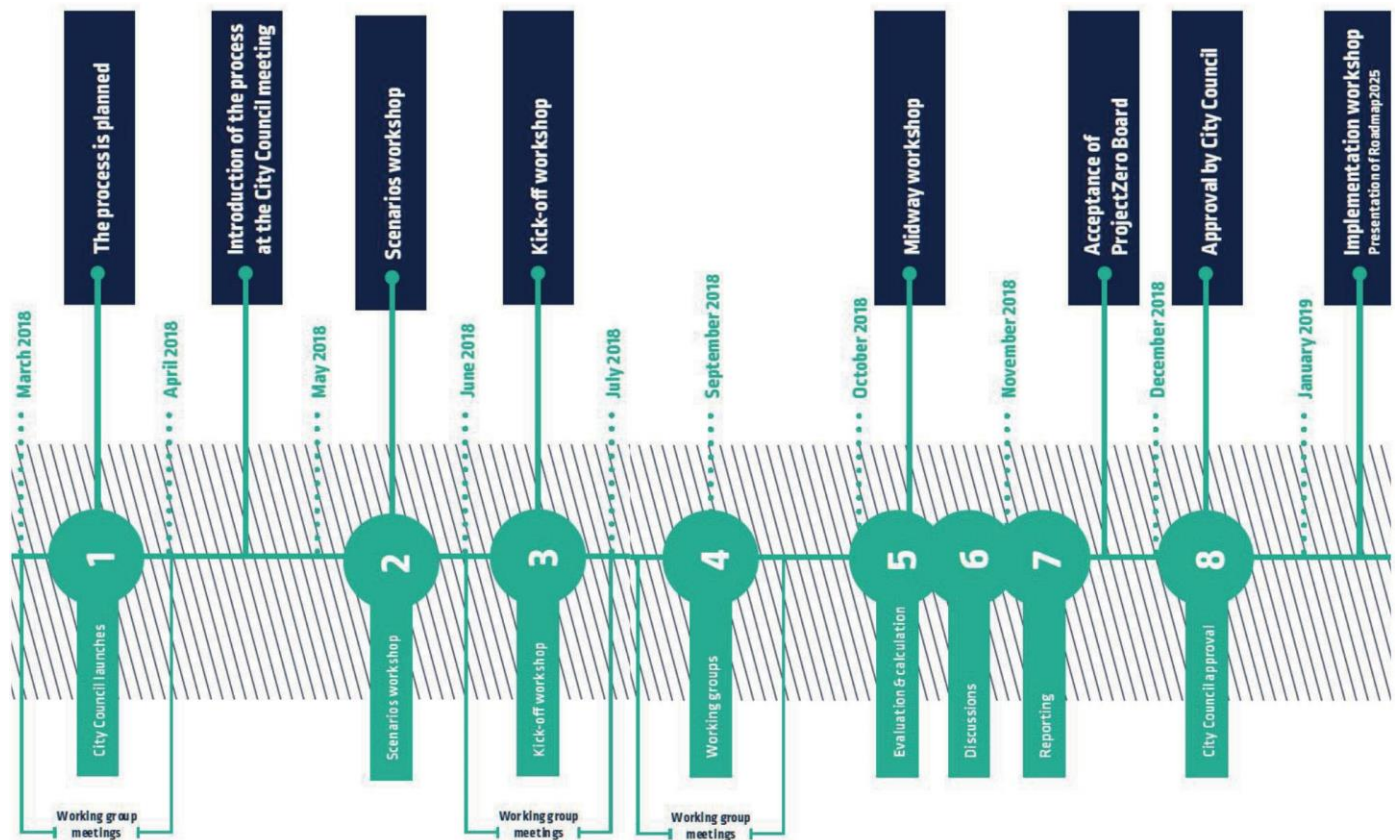 The process is planned
Introduction of the process
at the City Council meeting
Scenarios workshop
Kick-off workshop
Midway workshop
Acceptance of
ProjectZero Board
Approval by City Council
Implementation workshop
Presentation of Roadmap2025
March 2018
April 2018
May 2018
June 2018
July 2018
September 2018
October 2018
November 2018
December 2018
January 2019
1
2
3
4
5
6
7
8
City Council launches
Scenarios workshop
Kick-off workshop
Working groups
Evaluation & calculation
Discussions
Reporting
City Council approval
Working group
meetings
Working group
meetings
Working group
meetings